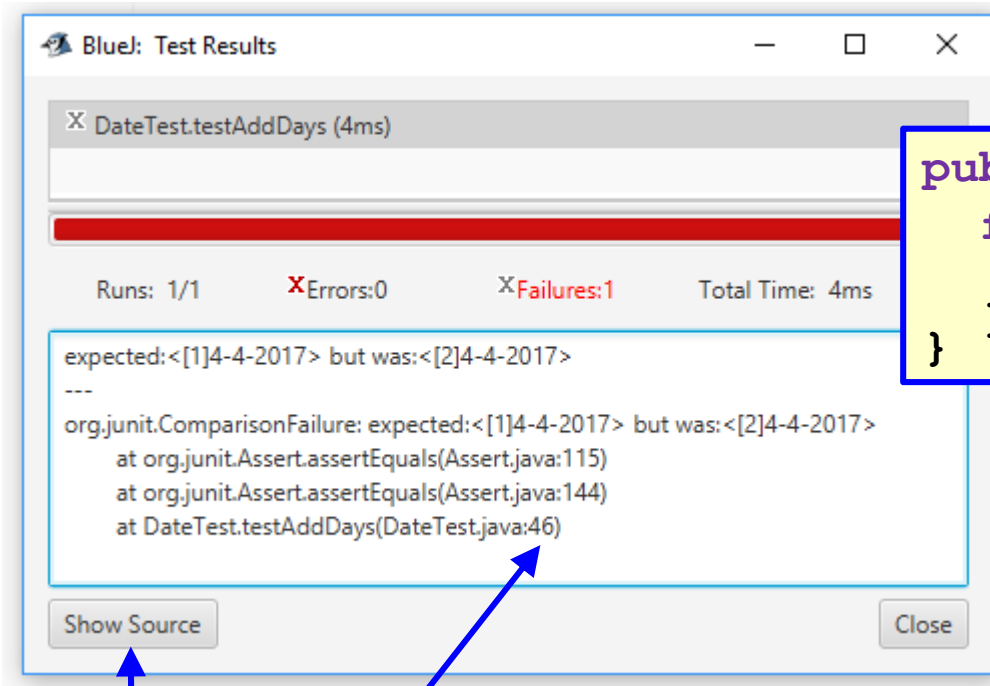 BlueJ: Test Results
X DateTest.testAddDays (4ms)
Runs: 1/1 XErrors:0 XFailures:1 Total Time: 4ms
expected:<[1]4-4-2017> but was:<[2]4-4-2017>
---
org.junit.ComparisonFailure: expected:<[1]4-4-2017> but was:<[2]4-4-2017>
at org.junit.Assert.assertEquals(Assert.java:115)
at org.junit.Assert.assertEquals(Assert.java:144)
at DateTest.testAddDays(DateTest.java:46)
Show Source
Close
}